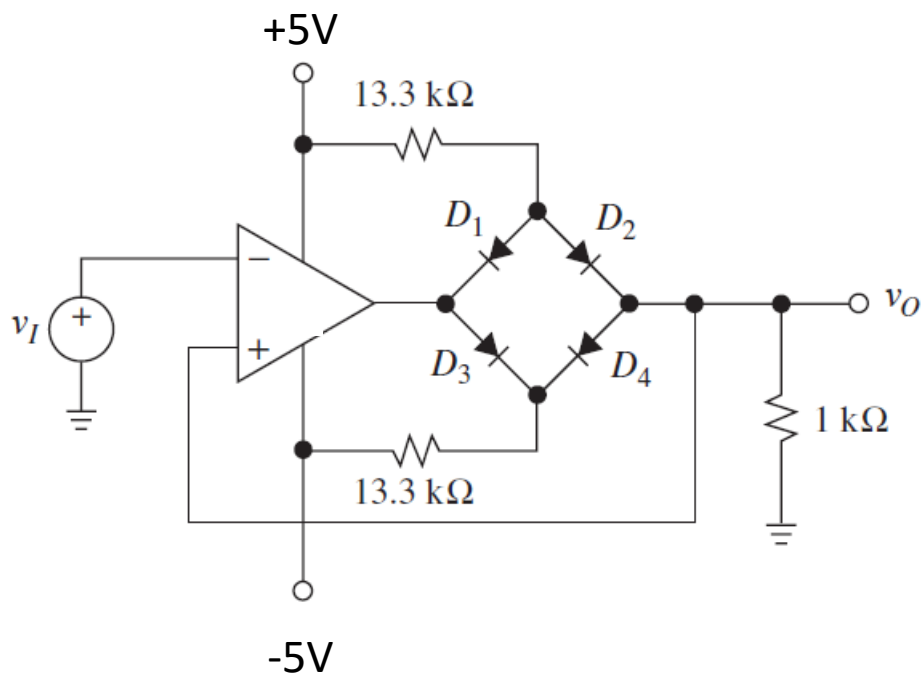 +5V
13.3 kΩ
D1
D2
−
vI
+
+
vO
D3
D4
1 kΩ
13.3 kΩ
-5V